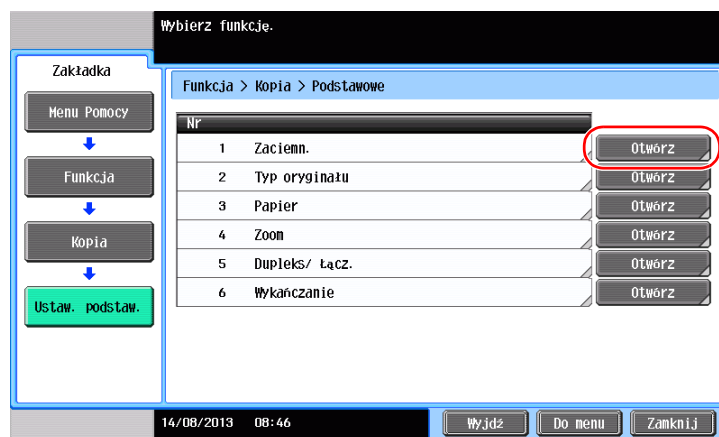 Wybierz funkcję.
Zakładka
Menu Pomocy
Funkcja
Kopia
Ustaw. podstaw.
Funkcja > Kopia > Podstawowe
Nr
1 Zaciemn. Otwórz
2 Typ oryginału Otwórz
3 Papier Otwórz
4 Zoom Otwórz
5 Dupleks/ Łącz. Otwórz
6 Wykańczanie Otwórz
14/08/2013 08:46 Wyjdź Do menu Zamknij